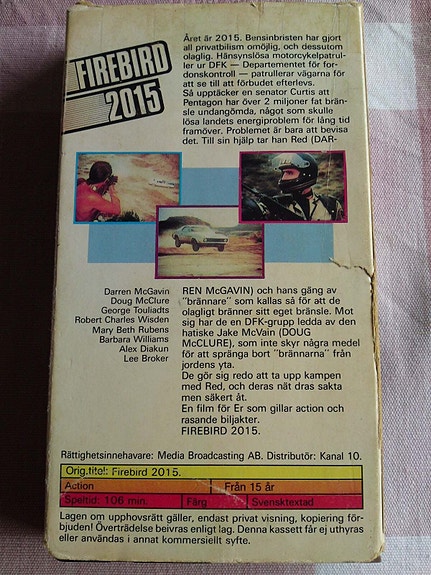 FIREBIRD
2015
Året är 2015. Bensinbristen har gjort
all privatbilism omöjlig, och dessutom
olaglig. Hänsynslösa motorcykelpatrul-
ler ur DFK — Departementet för for-
donskontroll — patrullerar vägarna för
att se till att förbudet efterlevs.
Så upptäcker en senator Curtis att
Pentagon har över 2 miljoner fat brän-
sle undangömda, något som skulle
lösa landets energiproblem för lång tid
framöver. Problemet är bara att bevisa
det. Till sin hjälp tar han Red (DAR-
Darren McGavin
Doug McClure
George Touliadts
Robert Charles Wisden
Mary Beth Rubens
Barbara Williams
Alex Diakun
Lee Broker
REN McGAVIN) och hans gäng av
"brännare" som kallas så för att de
olagligt bränner sitt eget bränsle. Mot
sig har de en DFK-grupp ledda av den
hatiske Jake McVain (DOUG
McCLURE), som inte skyr några medel
för att spränga bort "brännarna" från
jordens yta.
De gör sig redo att ta upp kampen
med Red, och deras nät dras sakta
men säkert åt.
En film för Er som gillar action och
rasande biljakter.
FIREBIRD 2015.
Rättighetsinnehavare: Media Broadcasting AB. Distributör: Kanal 10.
Orig.titel: Firebird 2015.
Action Från 15 år
Speltid: 106 min. Färg Svensktextad
Lagen om upphovsrätt gäller, endast privat visning, kopiering för-
bjuden! Överträdelse beivras enligt lag. Denna kassett får ej uthyras
eller användas i annat kommersiellt syfte.